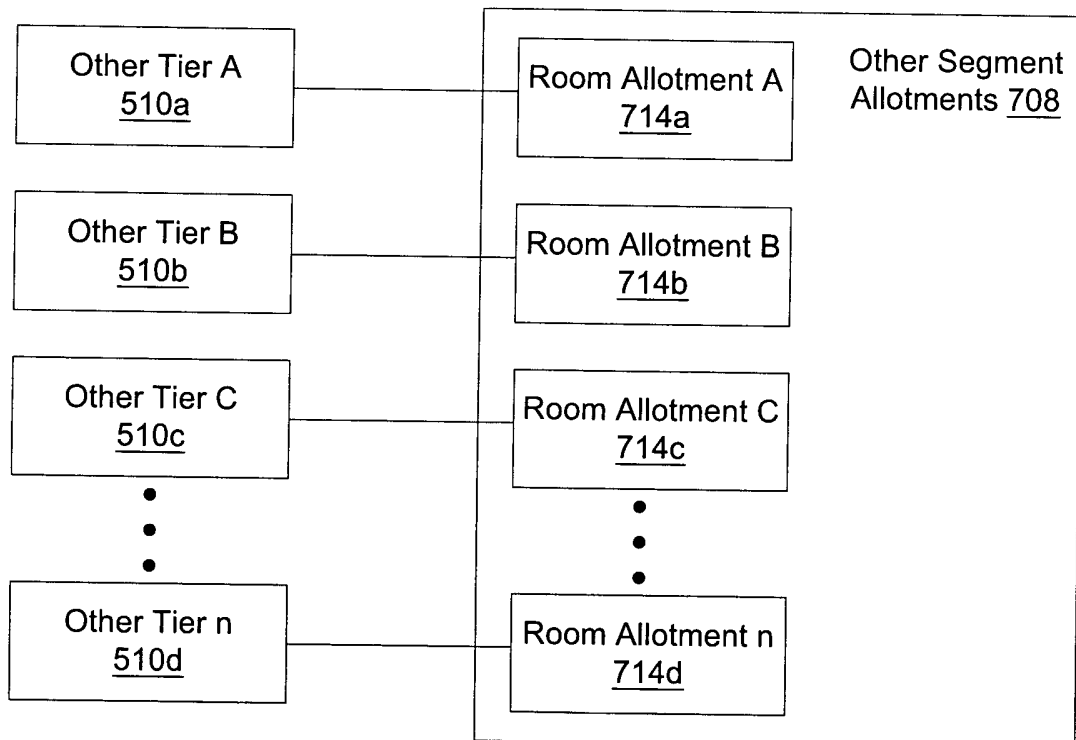 Other Tier A
510a
Room Allotment A
714a
Other Segment
Allotments 708
Other Tier B
510b
Room Allotment B
714b
Other Tier C
510c
Room Allotment C
714c
Other Tier n
510d
Room Allotment n
714d